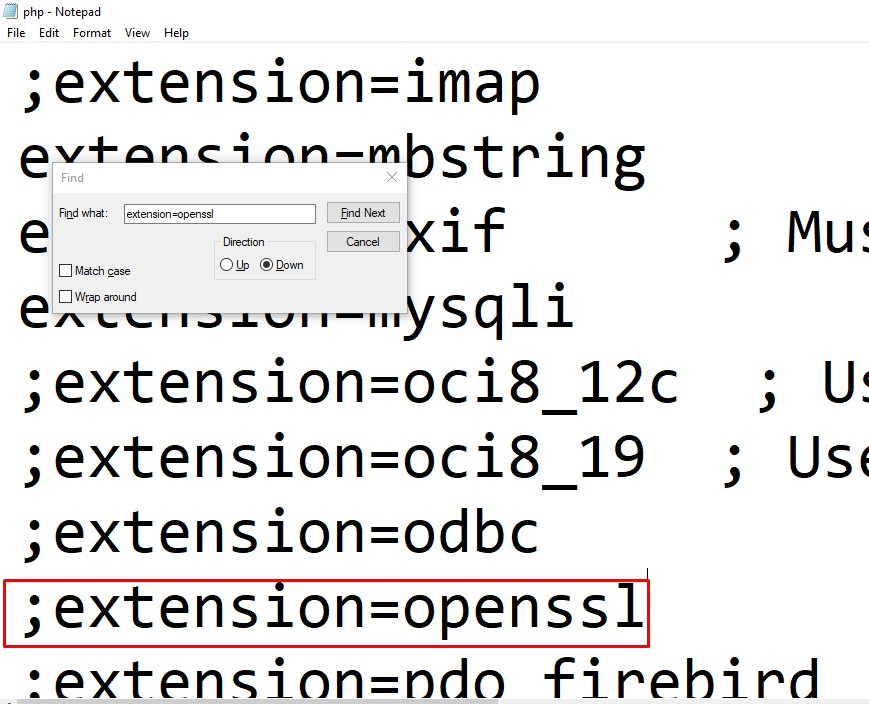 php - Notepad
File Edit Format View Help
;extension=imap
extension=mbstring
Find
Find what: extension=openssl Find Next
Direction Cancel
Up Down
Match case
Wrap around
xif ; Mus
extension=mysqli
;extension=oci8_12c ; Us
;extension=oci8_19 ; Use
;extension=odbc
;extension=openssl
;extension=pdo_firebird